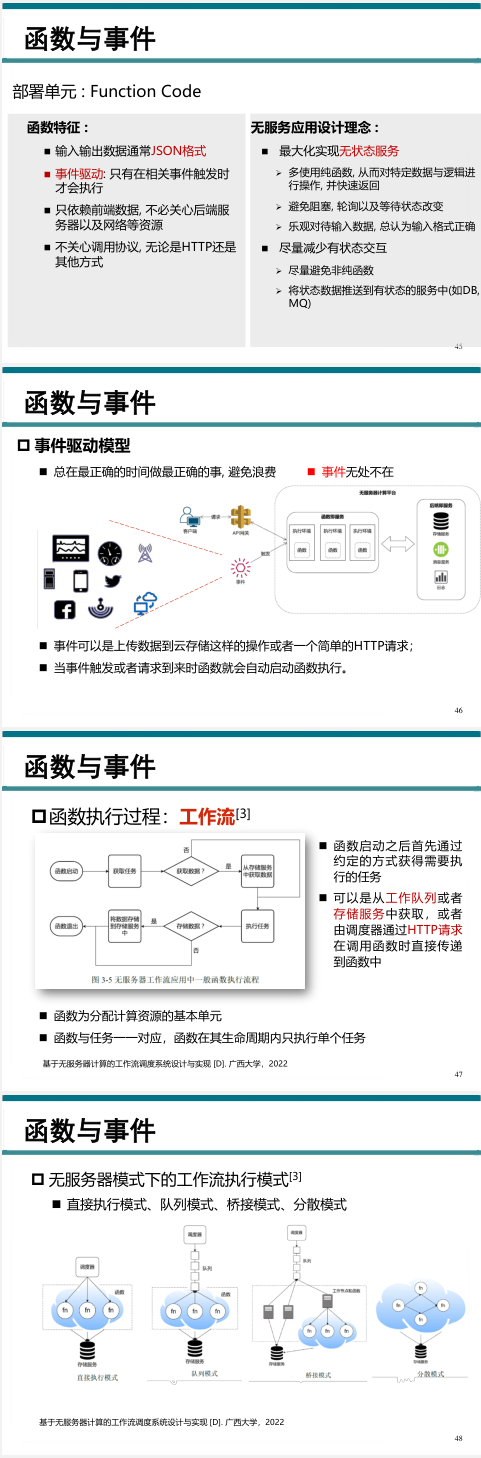 函数与事件
部署单元 : Function Code
函数特征 :
输入输出数据通常JSON格式
事件驱动: 只有在相关事件触发时
才会执行
只依赖前端数据, 不必关心后端服
务器以及网络等资源
不关心调用协议, 无论是HTTP还是
其他方式
无服务应用设计理念 :
最大化实现无状态服务
多使用纯函数, 从而对特定数据与逻辑进
行操作, 并快速返回
避免阻塞, 轮询以及等待状态改变
乐观对待输入数据, 总认为输入格式正确
尽量减少有状态交互
尽量避免非纯函数
将状态数据推送到有状态的服务中(如DB,
MQ)
45
函数与事件
事件驱动模型
总在最正确的时间做最正确的事, 避免浪费
事件无处不在
无服务器计算平台
客户端
请求
API网关
触发
事件
函数即服务
执行环境
执行环境
执行环境
函数
函数
函数
后端即服务
存储服务
消息服务
日志
事件可以是上传数据到云存储这样的操作或者一个简单的HTTP请求;
当事件触发或者请求到来时函数就会自动启动函数执行。
46
函数与事件
函数执行过程：工作流[3]
否
函数启动
获取任务
获取数据？
是
从存储服务
中获取数据
函数退出
将数据存储
到存储服务
中
是
存储数据？
执行任务
否
图 3-5 无服务器工作流应用中一般函数执行流程
函数启动之后首先通过
约定的方式获得需要执
行的任务
可以是从工作队列或者
存储服务中获取，或者
由调度器通过HTTP请求
在调用函数时直接传递
到函数中
函数为分配计算资源的基本单元
函数与任务一一对应，函数在其生命周期内只执行单个任务
基于无服务器计算的工作流调度系统设计与实现 [D]. 广西大学，2022
47
函数与事件
无服务器模式下的工作流执行模式[3]
直接执行模式、队列模式、桥接模式、分散模式
调度器
函数
fn
fn
fn
存储服务
直接执行模式
调度器
队列
函数
fn
fn
fn
存储服务
队列模式
调度器
队列
工作节点和函数
fn
fn
fn
存储服务
桥接模式
fn
fn
fn
fn
存储服务
分散模式
基于无服务器计算的工作流调度系统设计与实现 [D]. 广西大学，2022
48